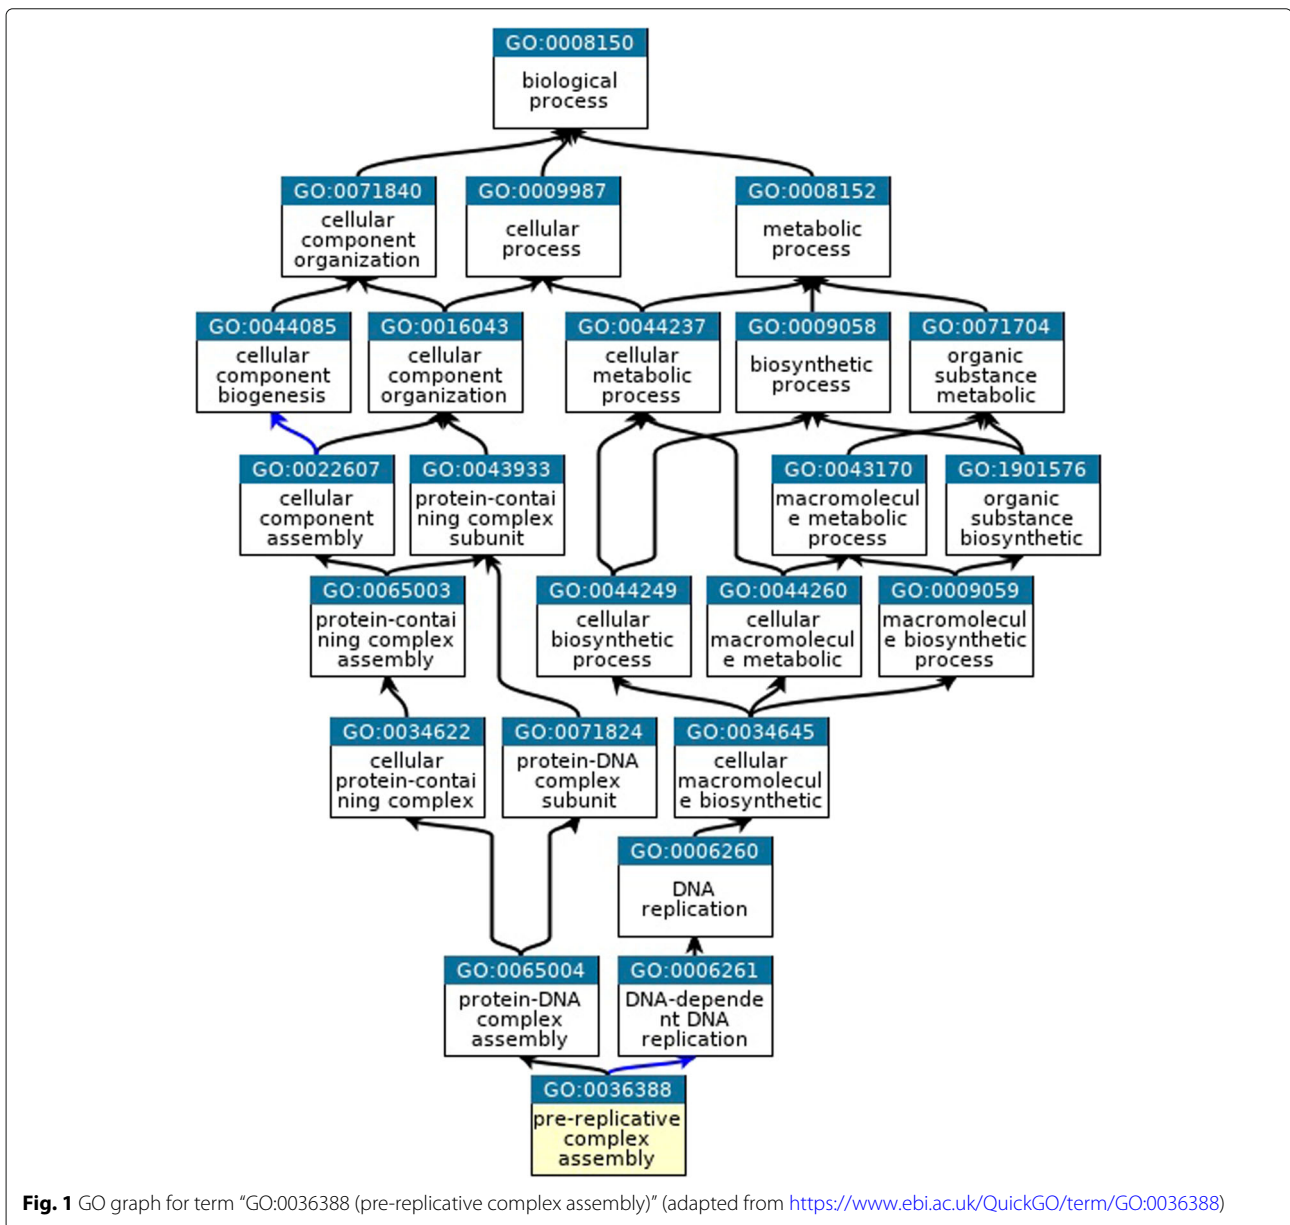 GO:0008150
biological
process
GO:0071840
cellular
component
organization
GO:0009987
cellular
process
GO:0008152
metabolic
process
GO:0044085
cellular
component
biogenesis
GO:0016043
cellular
component
organization
GO:0044237
cellular
metabolic
process
GO:0009058
biosynthetic
process
GO:0071704
organic
substance
metabolic
GO:0022607
cellular
component
assembly
GO:0043933
protein-contai
ning complex
subunit
GO:0043170
macromolecul
e metabolic
process
GO:1901576
organic
substance
biosynthetic
GO:0065003
protein-contai
ning complex
assembly
GO:0044249
cellular
biosynthetic
process
GO:0044260
cellular
macromolecul
e metabolic
GO:0009059
macromolecul
e biosynthetic
process
GO:0034622
cellular
protein-contai
ning complex
GO:0071824
protein-DNA
complex
subunit
GO:0034645
cellular
macromolecul
e biosynthetic
GO:0006260
DNA
replication
GO:0065004
protein-DNA
complex
assembly
GO:0006261
DNA-depende
nt DNA
replication
GO:0036388
pre-replicative
complex
assembly
Fig. 1 GO graph for term “GO:0036388 (pre-replicative complex assembly)” (adapted from https://www.ebi.ac.uk/QuickGO/term/GO:0036388)